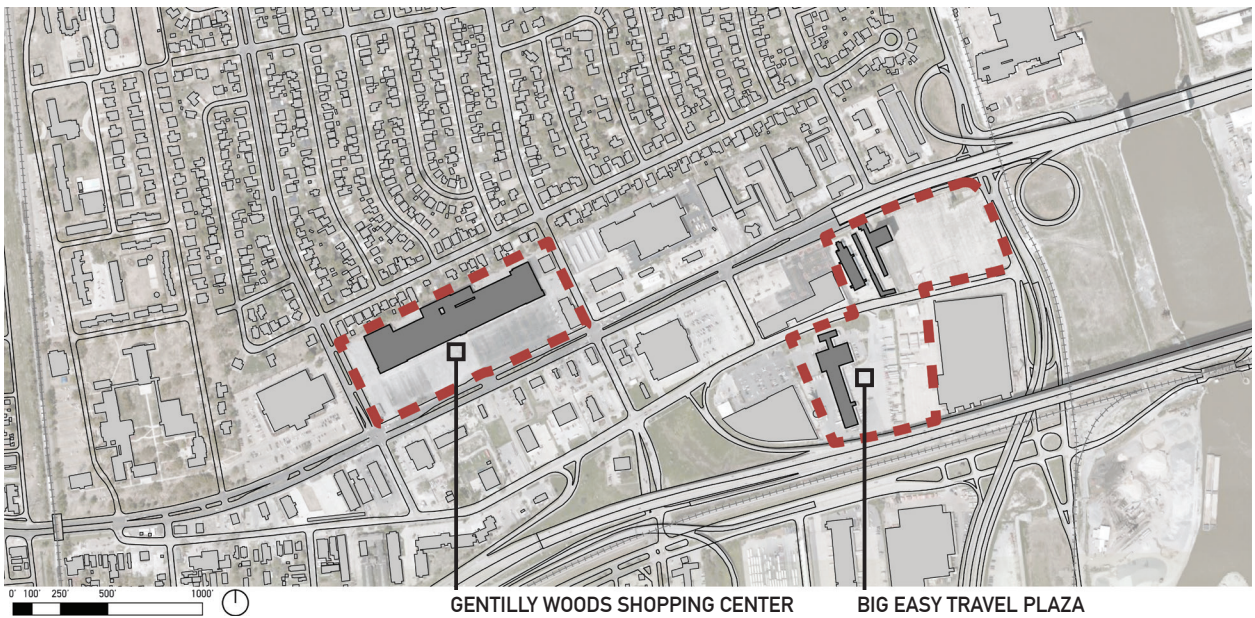 0' 100' 250' 500' 1000'
GENTILLY WOODS SHOPPING CENTER
BIG EASY TRAVEL PLAZA